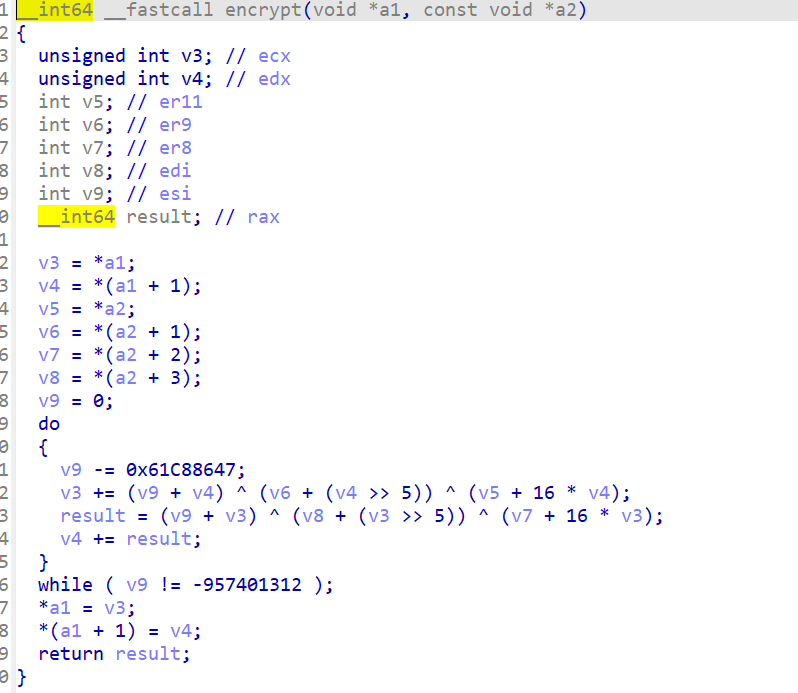 1 __int64 __fastcall encrypt(void *a1, const void *a2)
2 {
3   unsigned int v3; // ecx
4   unsigned int v4; // edx
5   int v5; // er11
6   int v6; // er9
7   int v7; // er8
8   int v8; // edi
9   int v9; // esi
0   __int64 result; // rax
1
2   v3 = *a1;
3   v4 = *(a1 + 1);
4   v5 = *a2;
5   v6 = *(a2 + 1);
6   v7 = *(a2 + 2);
7   v8 = *(a2 + 3);
8   v9 = 0;
9   do
0   {
1     v9 -= 0x61C88647;
2     v3 += (v9 + v4) ^ (v6 + (v4 >> 5)) ^ (v5 + 16 * v4);
3     result = (v9 + v3) ^ (v8 + (v3 >> 5)) ^ (v7 + 16 * v3);
4     v4 += result;
5   }
6   while ( v9 != -957401312 );
7   *a1 = v3;
8   *(a1 + 1) = v4;
9   return result;
0 }